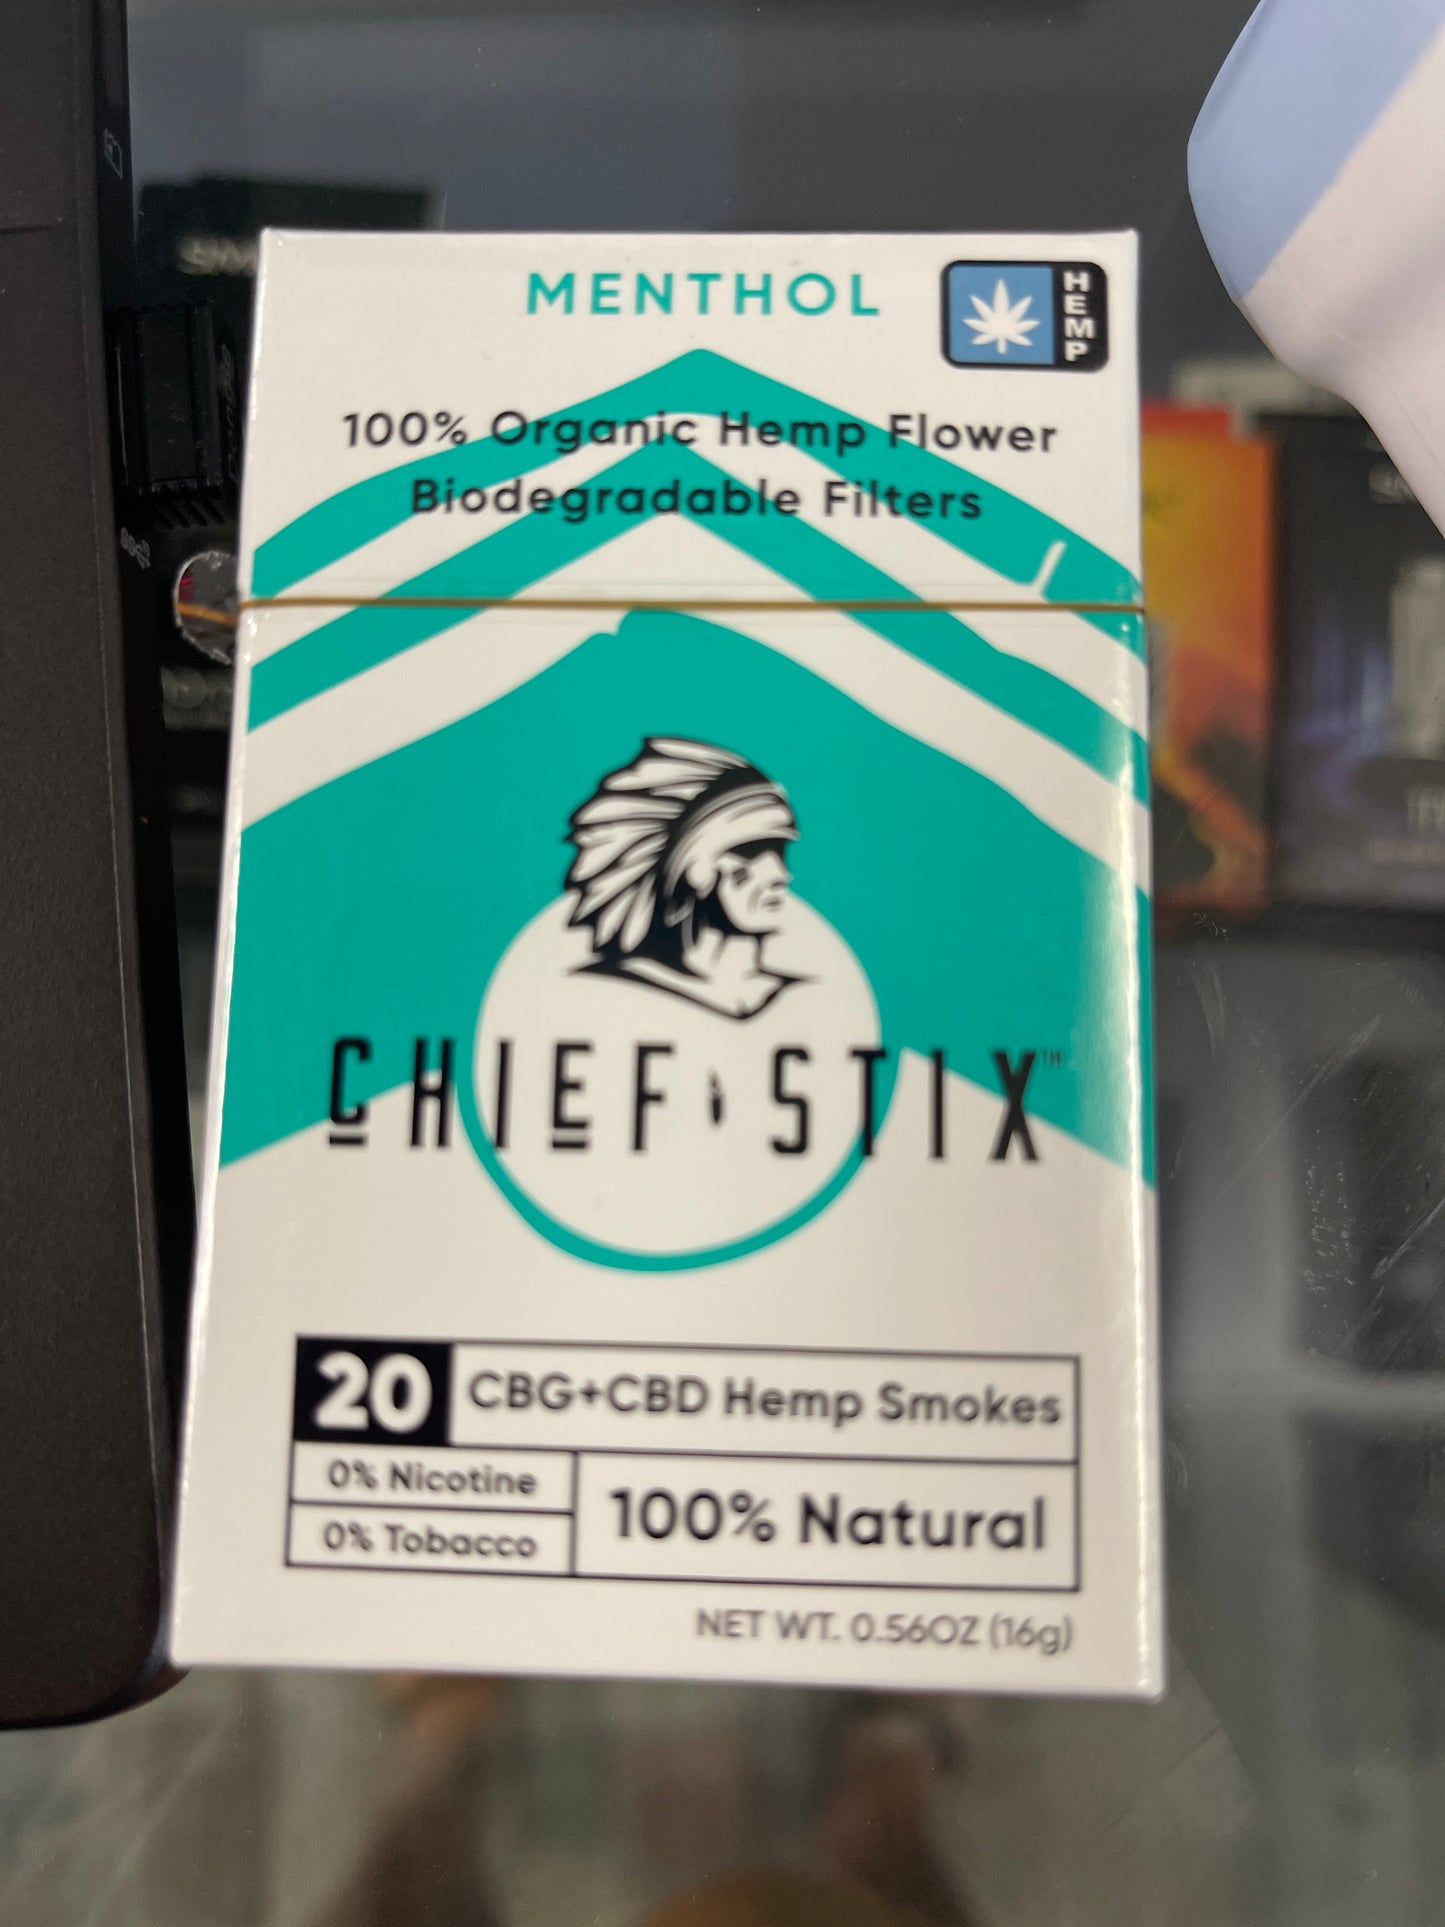 MENTHOL
HEMP
100% Organic Hemp Flower
Biodegradable Filters
CHIEF STIX™
20 CBG+CBD Hemp Smokes
0% Nicotine
0% Tobacco
100% Natural
NET WT. 0.56OZ (16g)